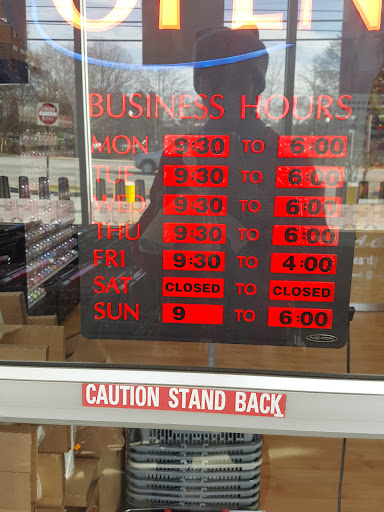 OPEN
BUSINESS HOURS
MON 9:30 TO 6:00
TUE 9:30 TO 6:00
WED 9:30 TO 6:00
THU 9:30 TO 6:00
FRI 9:30 TO 4:00
SAT CLOSED TO CLOSED
SUN 9 TO 6:00
CAUTION STAND BACK